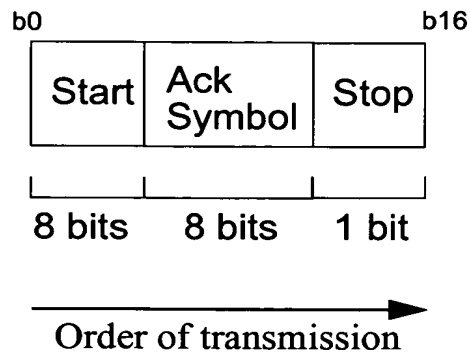 b0 b16
Start Ack Symbol Stop
8 bits 8 bits 1 bit
Order of transmission